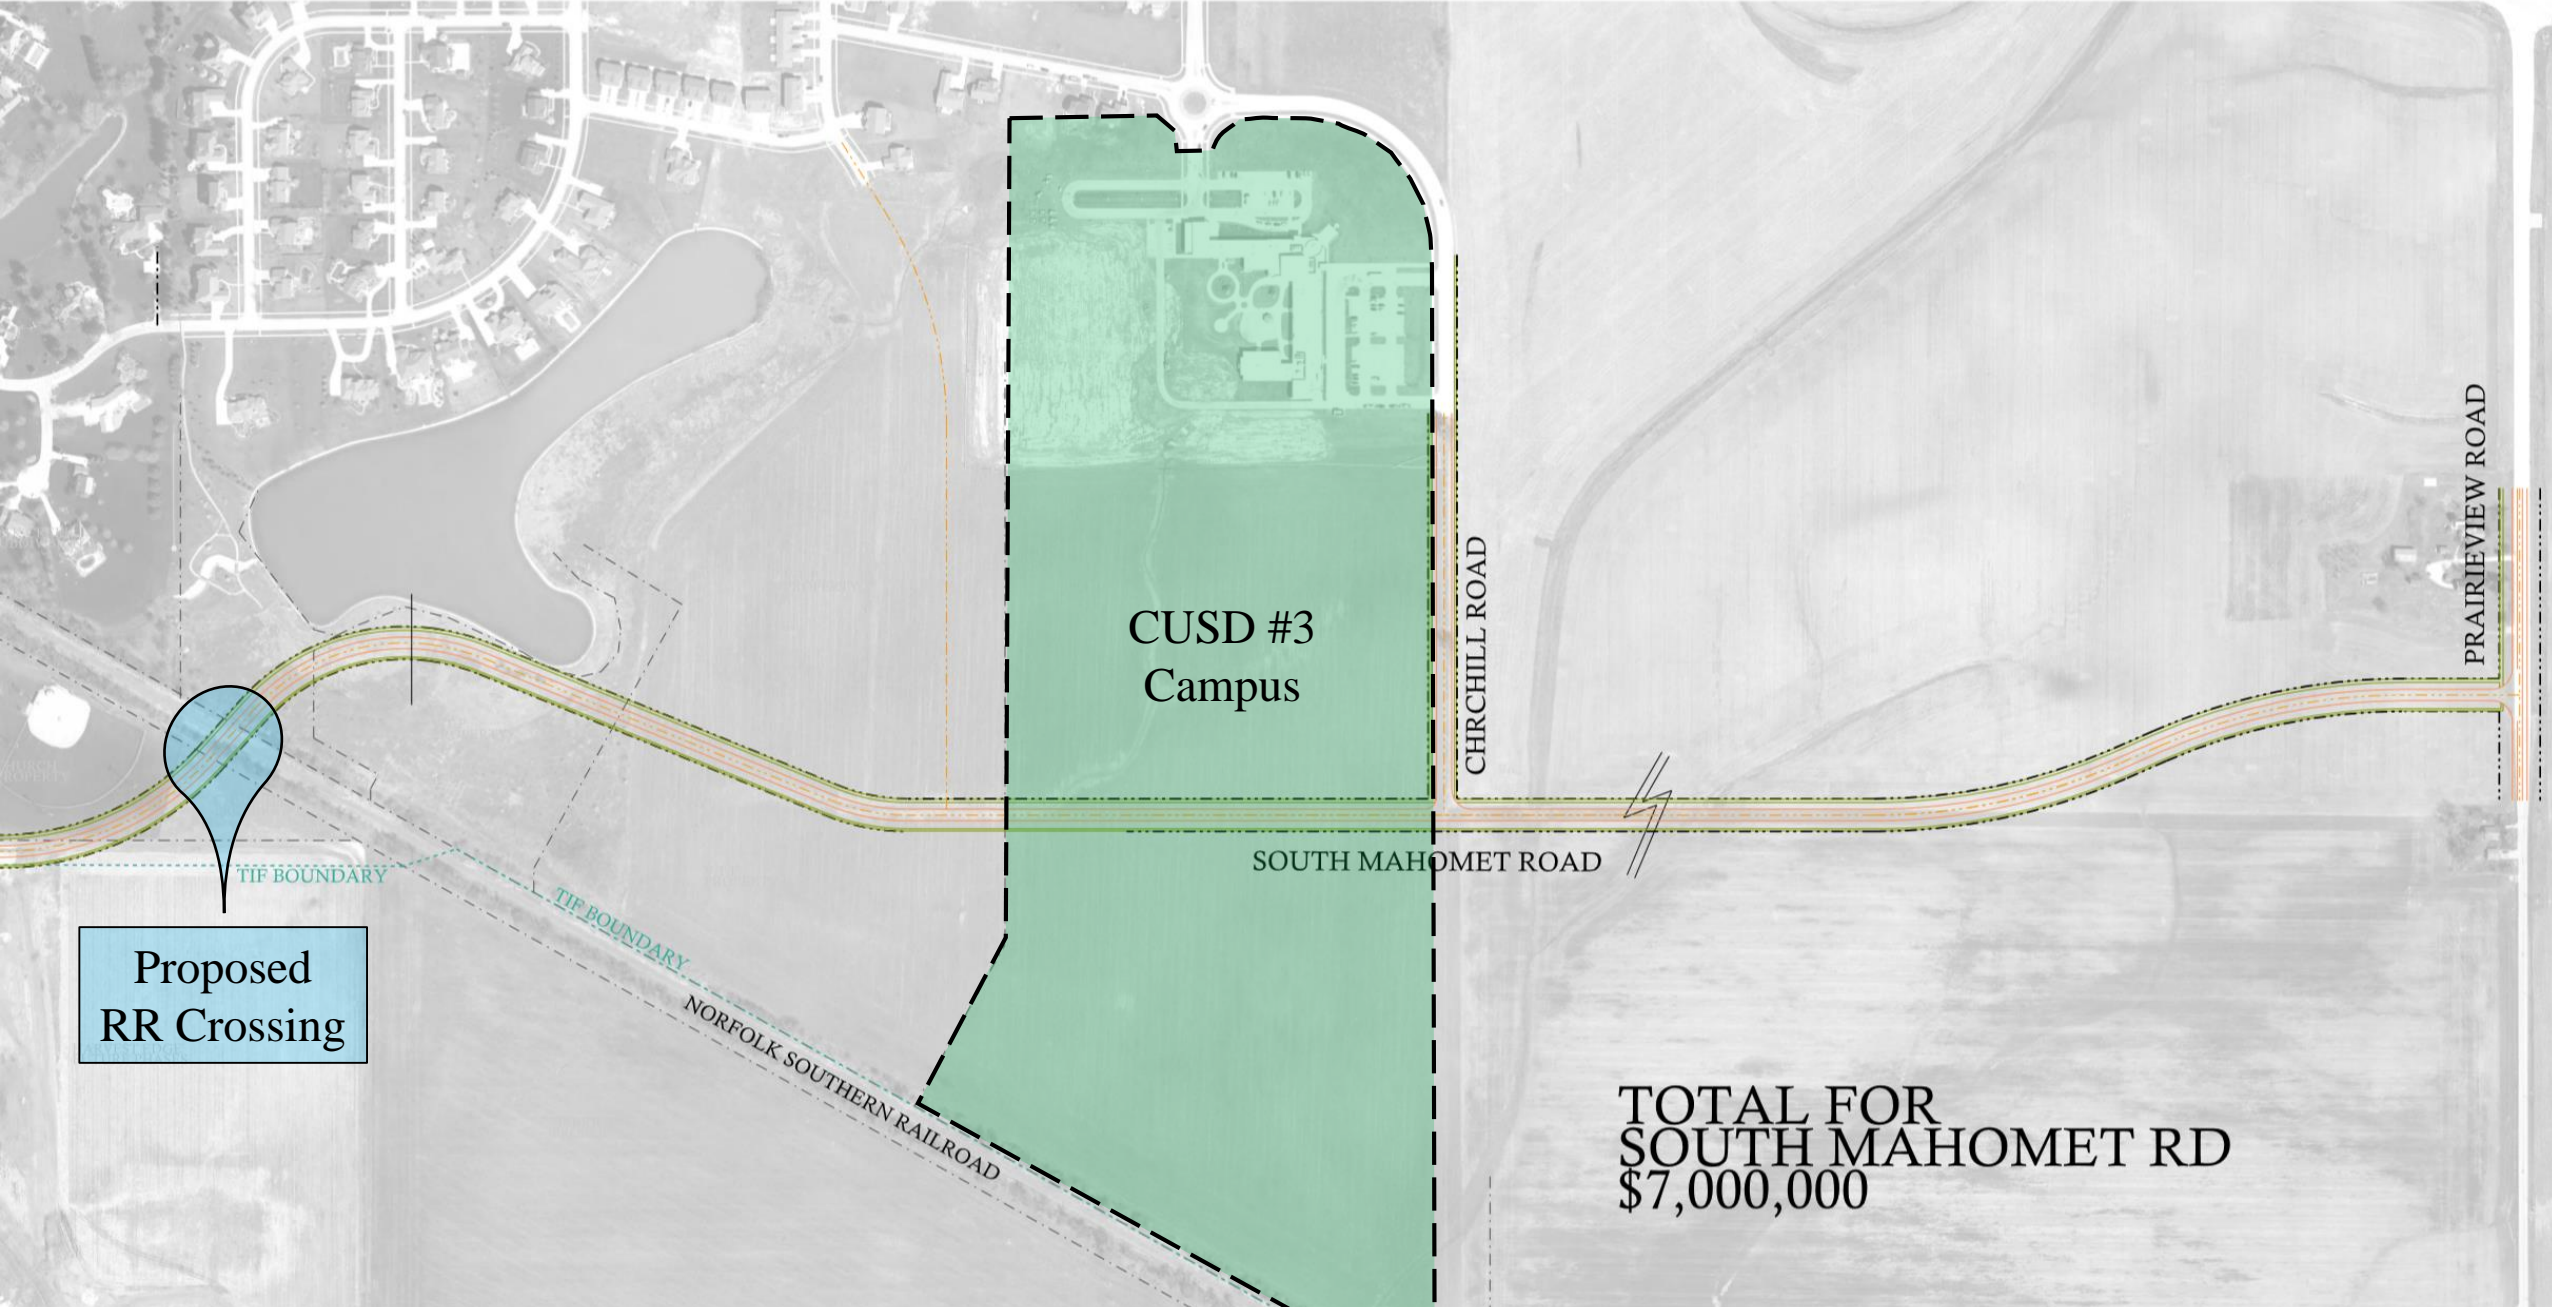 PRAIRIEVIEW ROAD
CHRCHILL ROAD
CUSD #3
Campus
SOUTH MAHOMET ROAD
TIF BOUNDARY
TIF BOUNDARY
Proposed
RR Crossing
NORFOLK SOUTHERN RAILROAD
TOTAL FOR
SOUTH MAHOMET RD
$7,000,000